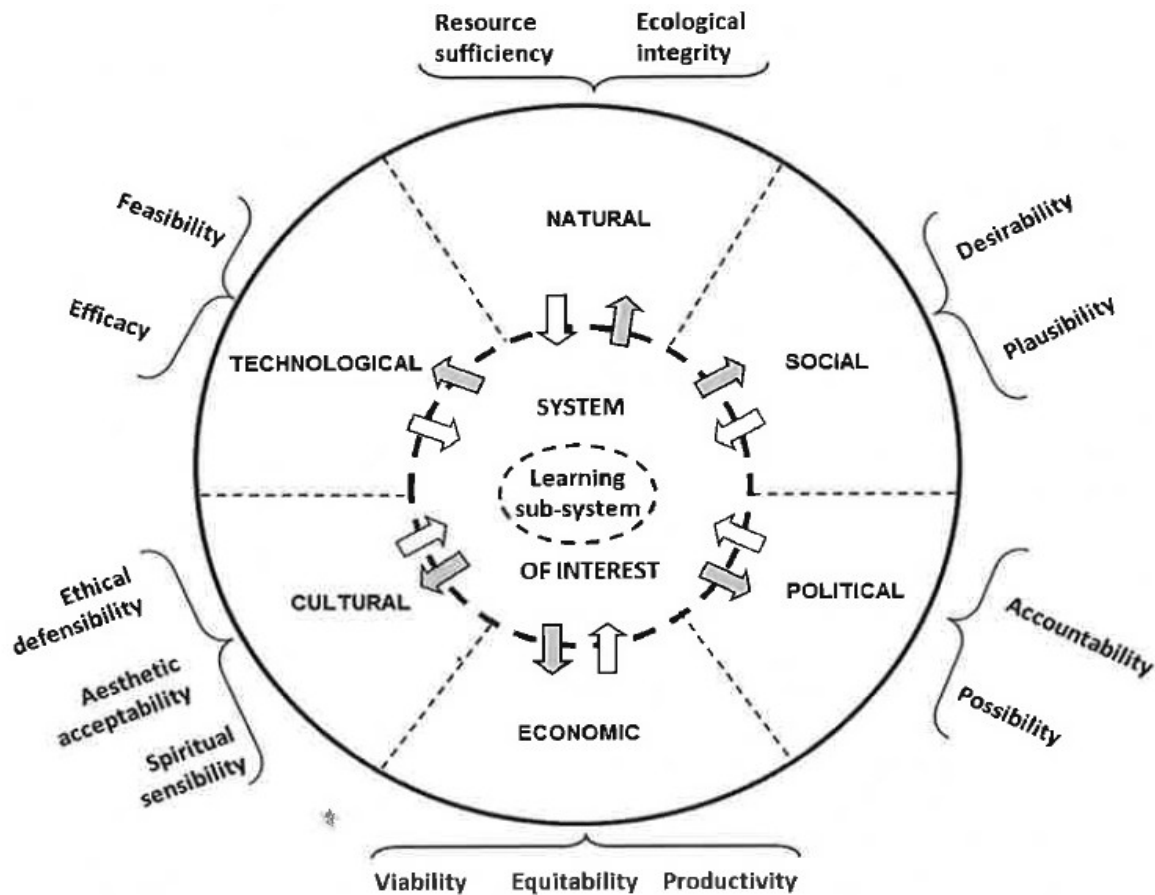 Resource
sufficiency
Ecological
integrity
Feasibility
Efficacy
Desirability
Plausibility
NATURAL
TECHNOLOGICAL
SOCIAL
SYSTEM
Learning
sub-system
OF INTEREST
CULTURAL
POLITICAL
ECONOMIC
Ethical
defensibility
Aesthetic
acceptability
Spiritual
sensibility
Accountability
Possibility
Viability
Equitability
Productivity